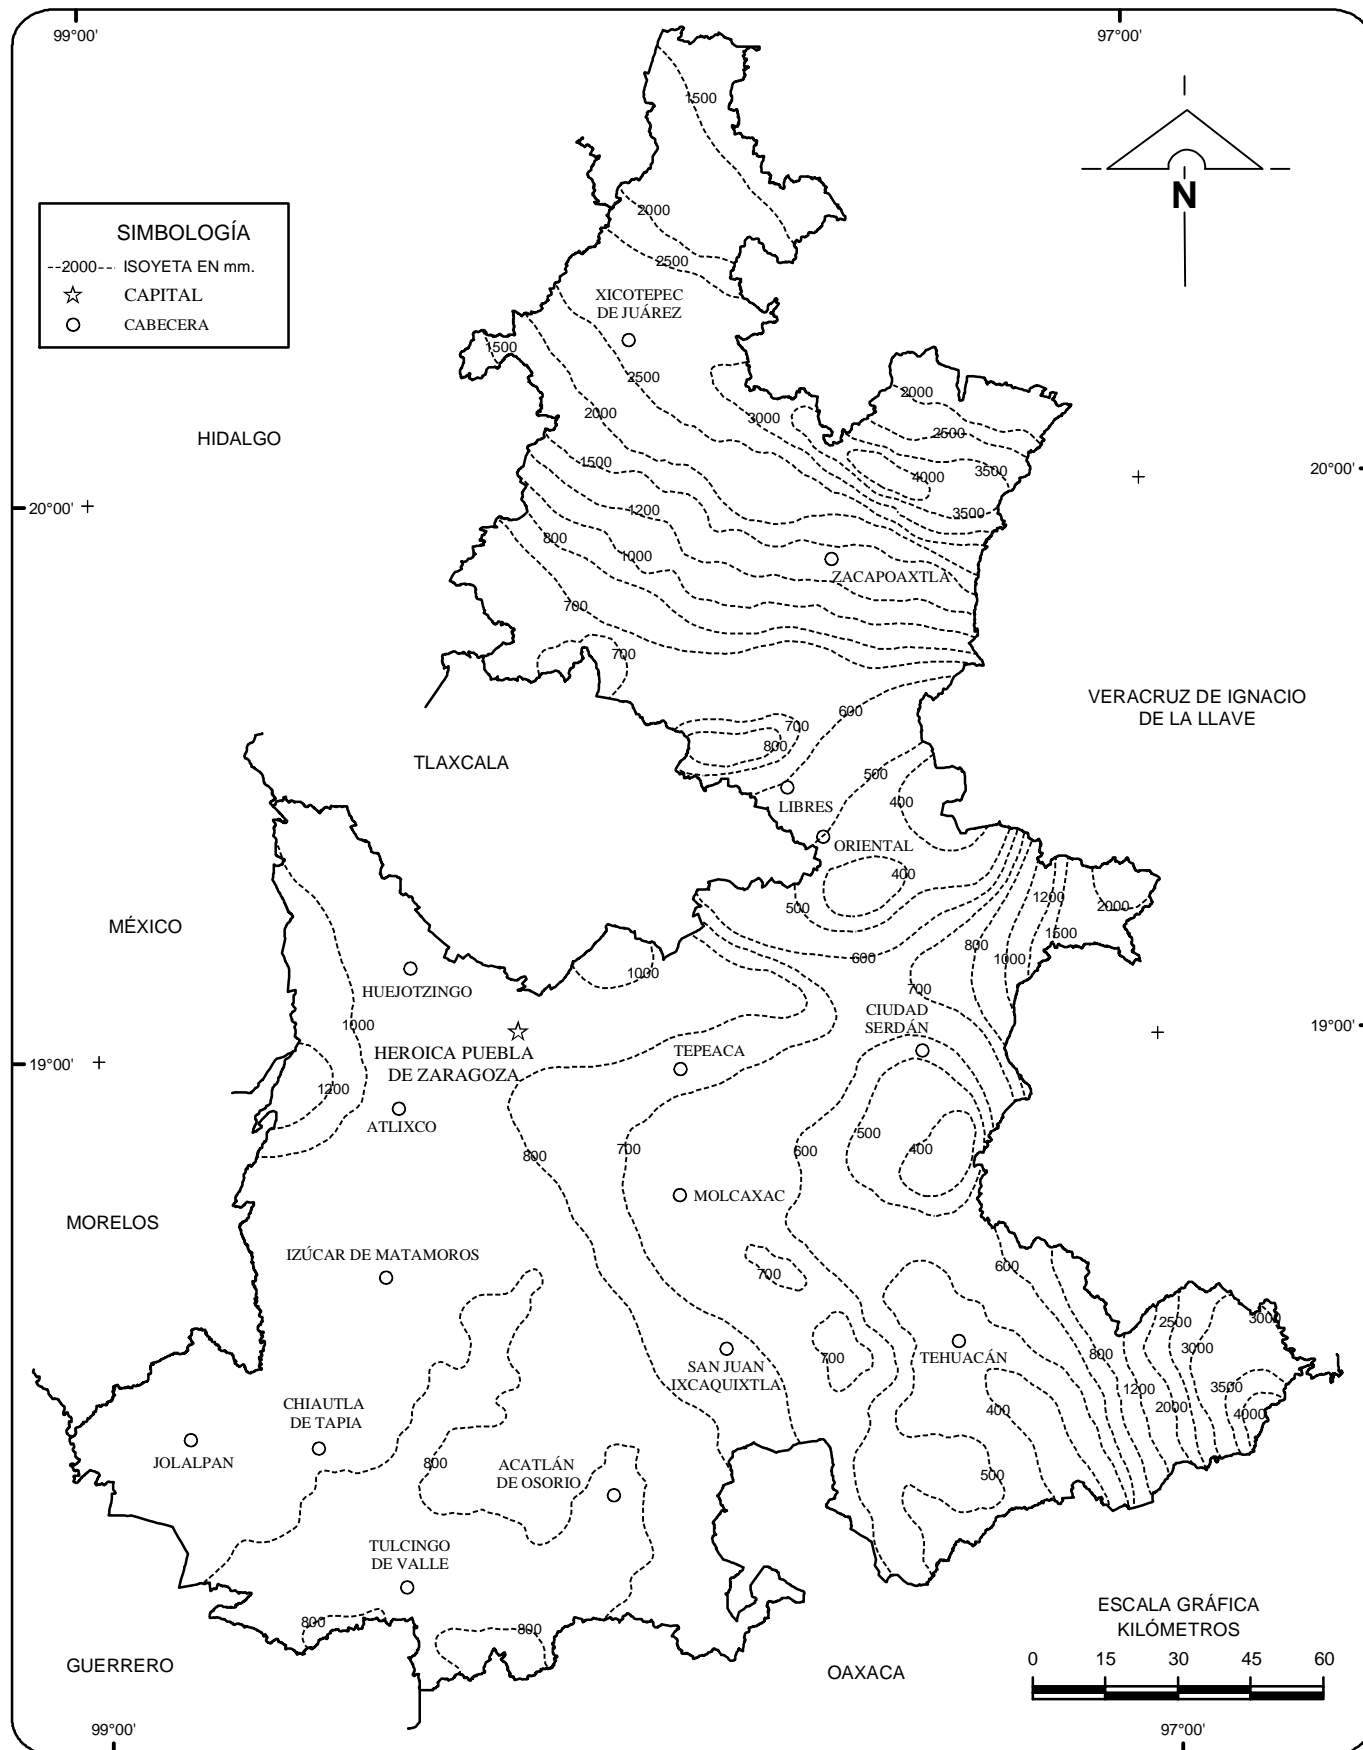 99°00'
97°00'
1500
N
SIMBOLOGÍA
--2000-- ISOYETA EN mm.
CAPITAL
CABECERA
2000
2500
XICOTEPEC
DE JUÁREZ
1500
2500
2000
3000
2000
2500
HIDALGO
1500
3500
4000
20°00'
20°00'
1200
3500
800
1000
ZACAPOAXTLA
700
700
VERACRUZ DE IGNACIO
DE LA LLAVE
600
700
800
TLAXCALA
500
LIBRES
400
ORIENTAL
400
1200
2000
500
MÉXICO
1500
800
600
1000
1000
HUEJOTZINGO
700
CIUDAD
SERDÁN
1000
19°00'
HEROICA PUEBLA
DE ZARAGOZA
TEPEACA
19°00'
1200
ATLIXCO
500
800
700
600
400
MOLCAXAC
MORELOS
IZÚCAR DE MATAMOROS
700
600
2500
3000
800
3000
700
TEHUACÁN
SAN JUAN
IXCAQUIXTLA
3500
1200
2000
4000
400
CHIAUTLA
DE TAPIA
JOLALPAN
800
ACATLÁN
DE OSORIO
500
TULCINGO
DE VALLE
800
800
GUERRERO
OAXACA
ESCALA GRÁFICA
KILÓMETROS
0 15 30 45 60
99°00'
97°00'